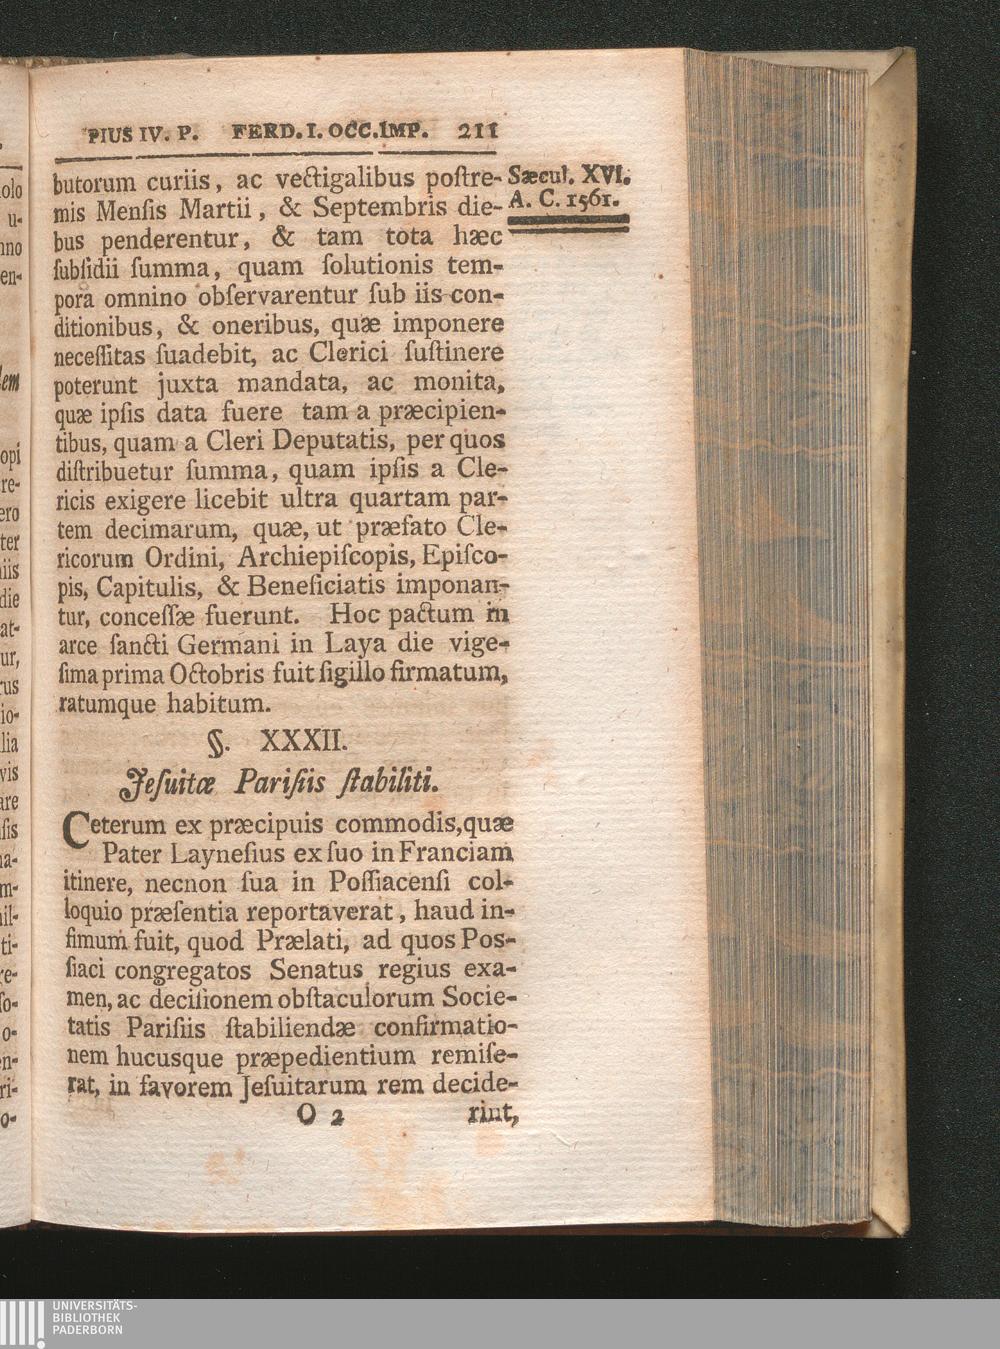 PIUS IV. P. FERD. I. OCC. IMP. 211
Sæcul. XVI.
A. C. 1561.
butorum curiis, ac vectigalibus poſtre-
mis Menſis Martii, & Septembris die-
bus penderentur, & tam tota hæc
ſubſidii ſumma, quam ſolutionis tem-
pora omnino obſervarentur ſub iis con-
ditionibus, & oneribus, quæ imponere
neceſſitas ſuadebit, ac Clerici ſuſtinere
poterunt juxta mandata, ac monita,
quæ ipſis data fuere tam a præcipien-
tibus, quam a Cleri Deputatis, per quos
diſtribuetur ſumma, quam ipſis a Cle-
ricis exigere licebit ultra quartam par-
tem decimarum, quæ, ut præfato Cle-
ricorum Ordini, Archiepiſcopis, Epiſco-
pis, Capitulis, & Beneficiatis imponan-
tur, conceſſæ fuerunt. Hoc pactum in
arce ſancti Germani in Laya die vige-
ſima prima Octobris fuit ſigillo firmatum,
ratumque habitum.
§. XXXII.
Jeſuitæ Pariſiis ſtabiliti.
Ceterum ex præcipuis commodis, quæ
Pater Layneſius ex ſuo in Franciam
itinere, necnon ſua in Poſſiacenſi col-
loquio præſentia reportaverat, haud in-
fimum fuit, quod Prælati, ad quos Pos-
ſiaci congregatos Senatus regius exa-
men, ac deciſionem obſtaculorum Socie-
tatis Pariſiis ſtabiliendæ confirmatio-
nem hucusque præpedientium remiſe-
rat, in favorem Jeſuitarum rem decide-
O 2 rint,
UNIVERSITÄTS-
BIBLIOTHEK
PADERBORN